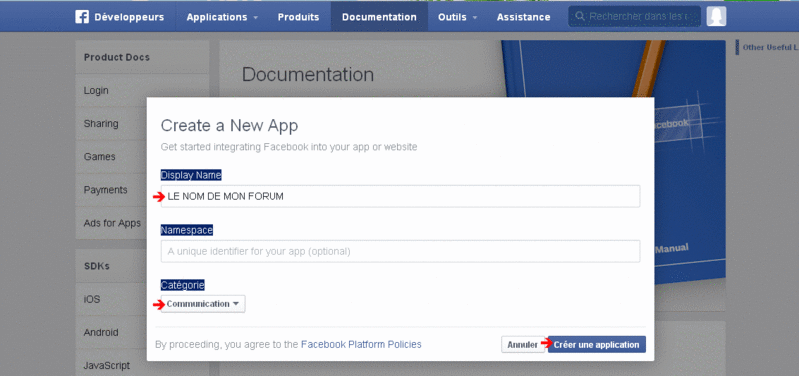 Développeurs Applications Produits Documentation Outils Assistance Rechercher dans les
Product Docs
Login
Sharing
Games
Payments
Ads for Apps
SDKs
iOS
Android
JavaScript
Documentation
Other Useful L
facebook
Manual
Create a New App
Get started integrating Facebook into your app or website
Display Name
LE NOM DE MON FORUM
Namespace
A unique identifier for your app (optional)
Catégorie
Communication
By proceeding, you agree to the Facebook Platform Policies
Annuler Créer une application